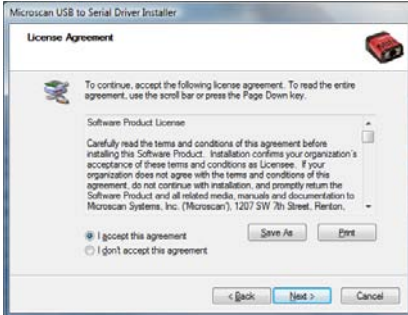 Microscan USB to Serial Driver Installer
License Agreement
To continue, accept the following license agreement. To read the entire
agreement, use the scroll bar or press the Page Down key.
Software Product License
Carefully read the terms and conditions of this agreement before
installing this Software Product. Installation confirms your organization's
acceptance of these terms and conditions as Licensee. If your
organization does not agree with the terms and conditions of this
agreement, do not continue with installation, and promptly return the
Software Product and all related media, manuals and documentation to
Microscan Systems, Inc. ('Microscan'), 1207 SW 7th Street, Renton,
I accept this agreement
Save As
Print
I don't accept this agreement
< Back
Next >
Cancel